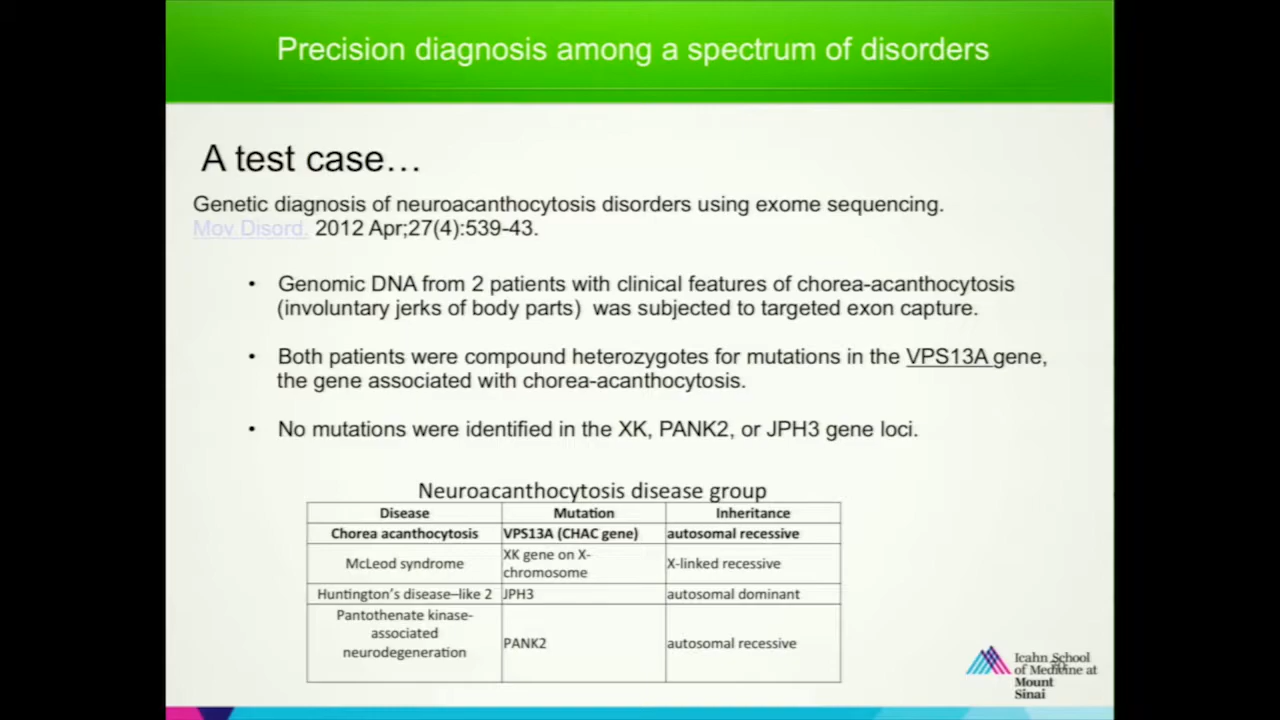 Precision diagnosis among a spectrum of disorders
A test case…
Genetic diagnosis of neuroacanthocytosis disorders using exome sequencing.
Mov Disord. 2012 Apr;27(4):539-43.
• Genomic DNA from 2 patients with clinical features of chorea-acanthocytosis
(involuntary jerks of body parts) was subjected to targeted exon capture.
• Both patients were compound heterozygotes for mutations in the VPS13A gene,
the gene associated with chorea-acanthocytosis.
• No mutations were identified in the XK, PANK2, or JPH3 gene loci.
Neuroacanthocytosis disease group
Disease Mutation Inheritance
Chorea acanthocytosis VPS13A (CHAC gene) autosomal recessive
McLeod syndrome XK gene on X-
chromosome X-linked recessive
Huntington's disease–like 2 JPH3 autosomal dominant
Pantothenate kinase-
associated
neurodegeneration PANK2 autosomal recessive
Icahn School
of Medicine at
Mount
Sinai